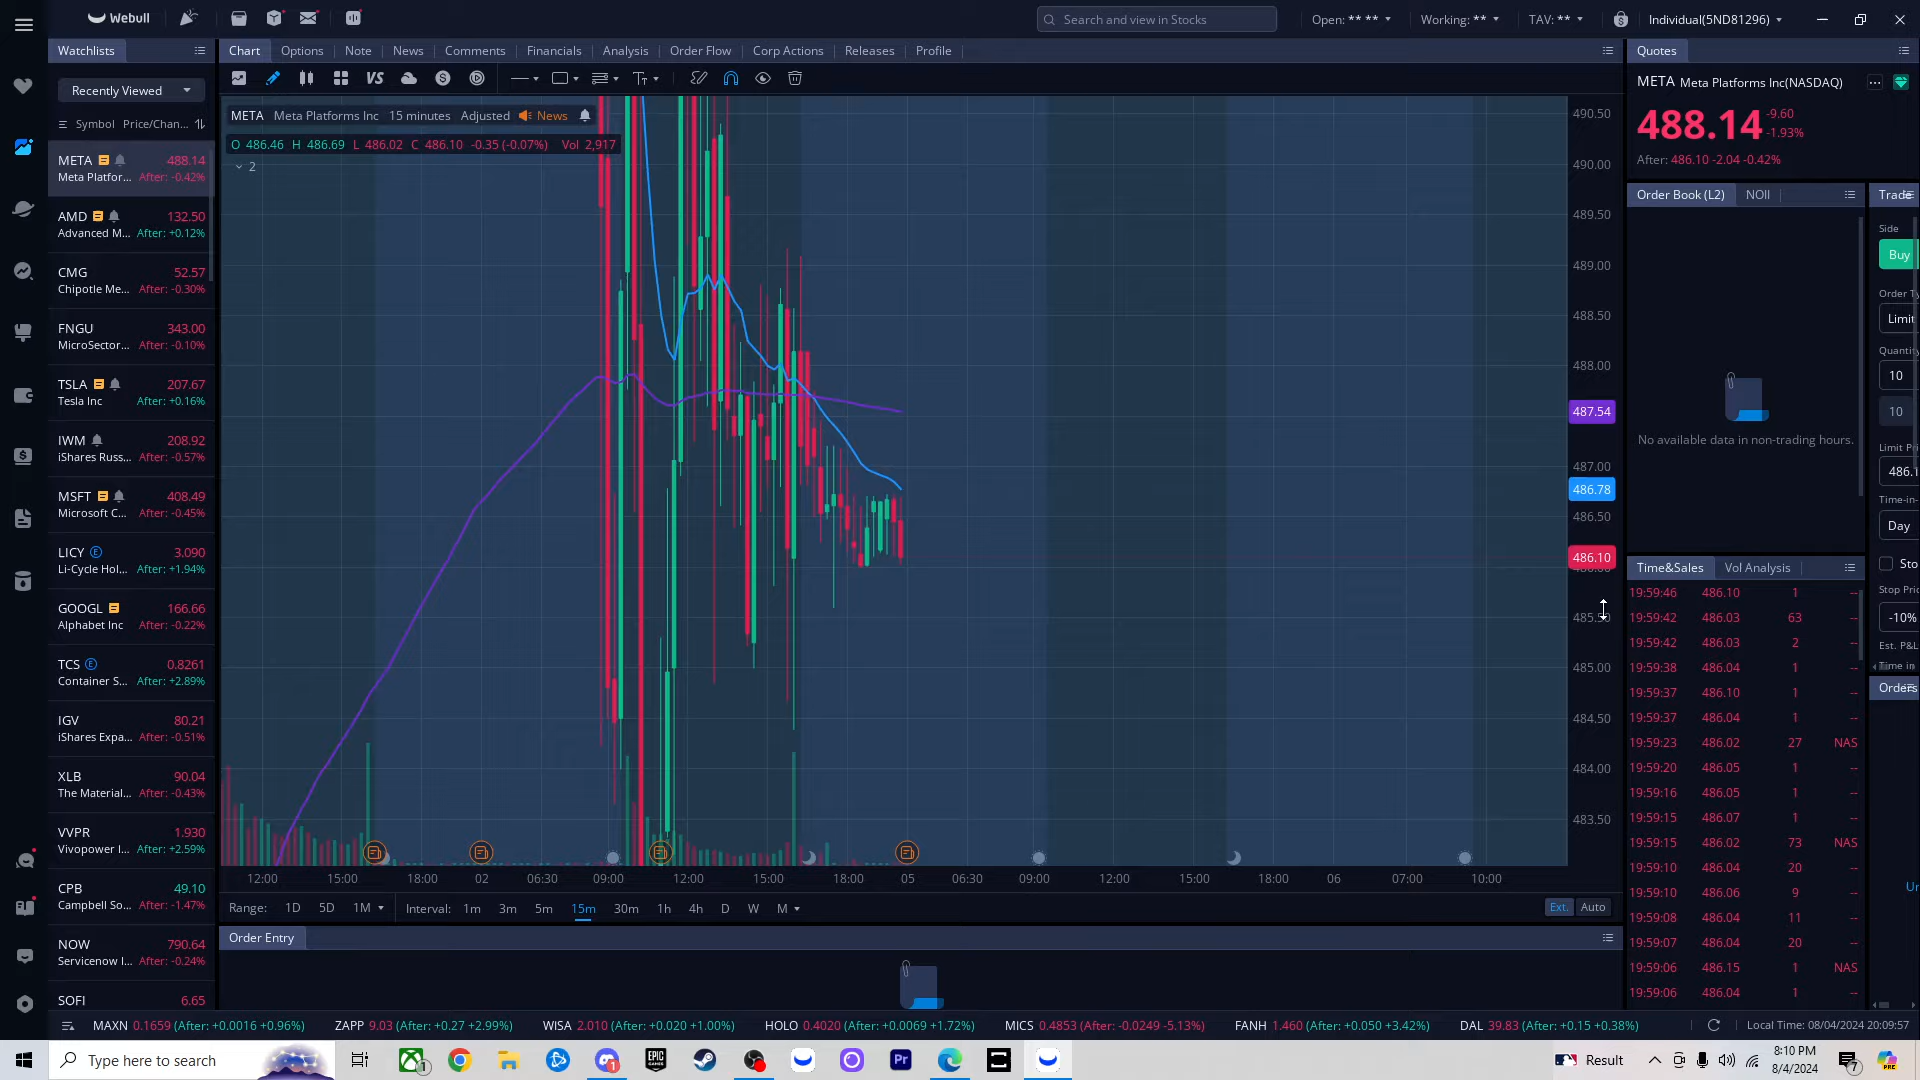 Webull
Search and view in Stocks
Open: ** **
Working: **
TAV: **
Individual(5ND81296)
Watchlists
Chart Options Note News Comments Financials Analysis Order Flow Corp Actions Releases Profile
Quotes
Recently Viewed
Symbol Price/Chan...
META 488.14
Meta Platfor... After: -0.42%
AMD 132.50
Advanced M... After: +0.12%
CMG 52.57
Chipotle Me... After: -0.30%
FNGU 343.00
MicroSector... After: -0.10%
TSLA 207.67
Tesla Inc After: +0.16%
IWM 208.92
iShares Russ... After: -0.57%
MSFT 408.49
Microsoft C... After: -0.45%
LICY E 3.090
Li-Cycle Hol... After: +1.94%
GOOGL 166.66
Alphabet Inc After: -0.22%
TCS E 0.8261
Container S... After: +2.89%
IGV 80.21
iShares Expa... After: -0.51%
XLB 90.04
The Material... After: -0.43%
VVPR 1.930
Vivopower I... After: +2.59%
CPB 49.10
Campbell So... After: -1.47%
NOW 790.64
Servicenow I... After: -0.24%
SOFI 6.65
VS
META Meta Platforms Inc 15 minutes Adjusted News
O 486.46 H 486.69 L 486.02 C 486.10 -0.35 (-0.07%) Vol 2,917
2
490.50
490.00
489.50
489.00
488.50
488.00
487.54
487.00
486.78
486.50
486.10
485.00
484.50
484.00
483.50
12:00 15:00 18:00 02 06:30 09:00 12:00 15:00 18:00 05 06:30 09:00 12:00 15:00 18:00 06 07:00 10:00
Range: 1D 5D 1M Interval: 1m 3m 5m 15m 30m 1h 4h D W M Ext. Auto
Order Entry
META Meta Platforms Inc(NASDAQ)
488.14 -9.60
-1.93%
After: 486.10 -2.04 -0.42%
Order Book (L2) NOII
No available data in non-trading hours.
Time&Sales Vol Analysis
19:59:46 486.10 1 --
19:59:42 486.03 63 --
19:59:42 486.03 2 --
19:59:38 486.04 1 --
19:59:37 486.10 1 --
19:59:37 486.04 1 --
19:59:23 486.02 27 NAS
19:59:20 486.05 1 --
19:59:16 486.05 1 --
19:59:15 486.07 1 --
19:59:15 486.02 73 NAS
19:59:10 486.04 20 --
19:59:10 486.06 9 --
19:59:08 486.04 11 --
19:59:07 486.04 20 --
19:59:06 486.15 1 NAS
19:59:06 486.04 1 --
Trade
Side
Buy
Order Ty
Limit
Quantity
10
10
Limit Pri
486.1
Time-in-
Day
Sto
Stop Pric
-10%
Est. P&L
Time in
Orders
Ur
MAXN 0.1659 (After: +0.0016 +0.96%) ZAPP 9.03 (After: +0.27 +2.99%) WISA 2.010 (After: +0.020 +1.00%) HOLO 0.4020 (After: +0.0069 +1.72%) MICS 0.4853 (After: -0.0249 -5.13%) FANH 1.460 (After: +0.050 +3.42%) DAL 39.83 (After: +0.15 +0.38%) Local Time: 08/04/2024 20:09:57
Type here to search
EPIC GAMES
Pr
Result
8:10 PM
8/4/2024
7
PRE